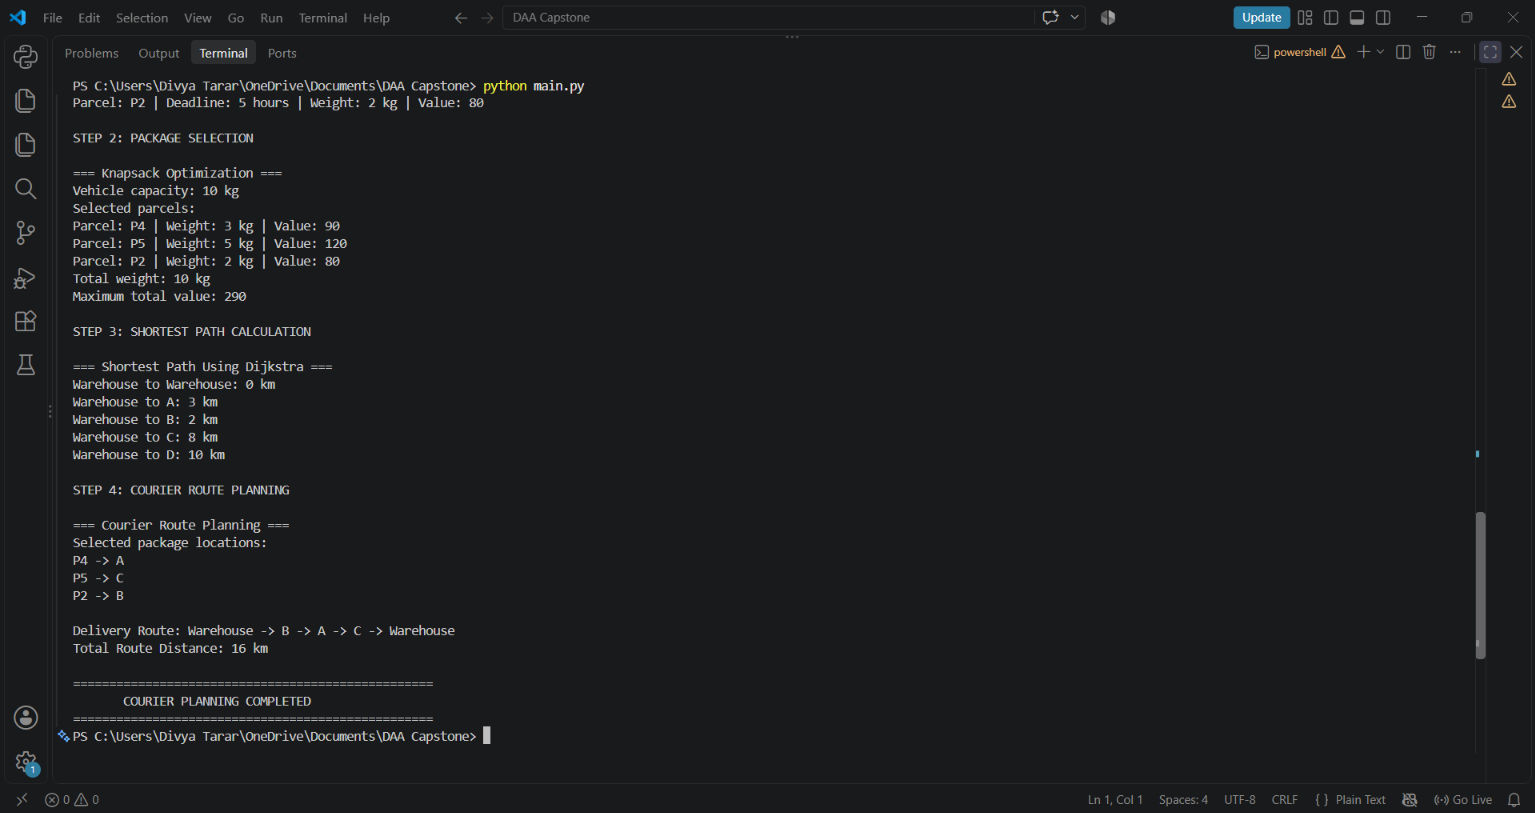 File Edit Selection View Go Run Terminal Help
DAA Capstone
Update
Problems Output Terminal Ports
powershell
PS C:\Users\Divya Tarar\OneDrive\Documents\DAA Capstone> python main.py
Parcel: P2 | Deadline: 5 hours | Weight: 2 kg | Value: 80
STEP 2: PACKAGE SELECTION
=== Knapsack Optimization ===
Vehicle capacity: 10 kg
Selected parcels:
Parcel: P4 | Weight: 3 kg | Value: 90
Parcel: P5 | Weight: 5 kg | Value: 120
Parcel: P2 | Weight: 2 kg | Value: 80
Total weight: 10 kg
Maximum total value: 290
STEP 3: SHORTEST PATH CALCULATION
=== Shortest Path Using Dijkstra ===
Warehouse to Warehouse: 0 km
Warehouse to A: 3 km
Warehouse to B: 2 km
Warehouse to C: 8 km
Warehouse to D: 10 km
STEP 4: COURIER ROUTE PLANNING
=== Courier Route Planning ===
Selected package locations:
P4 -> A
P5 -> C
P2 -> B
Delivery Route: Warehouse -> B -> A -> C -> Warehouse
Total Route Distance: 16 km
==================================================
COURIER PLANNING COMPLETED
==================================================
PS C:\Users\Divya Tarar\OneDrive\Documents\DAA Capstone>
1
0 0
Ln 1, Col 1 Spaces: 4 UTF-8 CRLF { } Plain Text Go Live